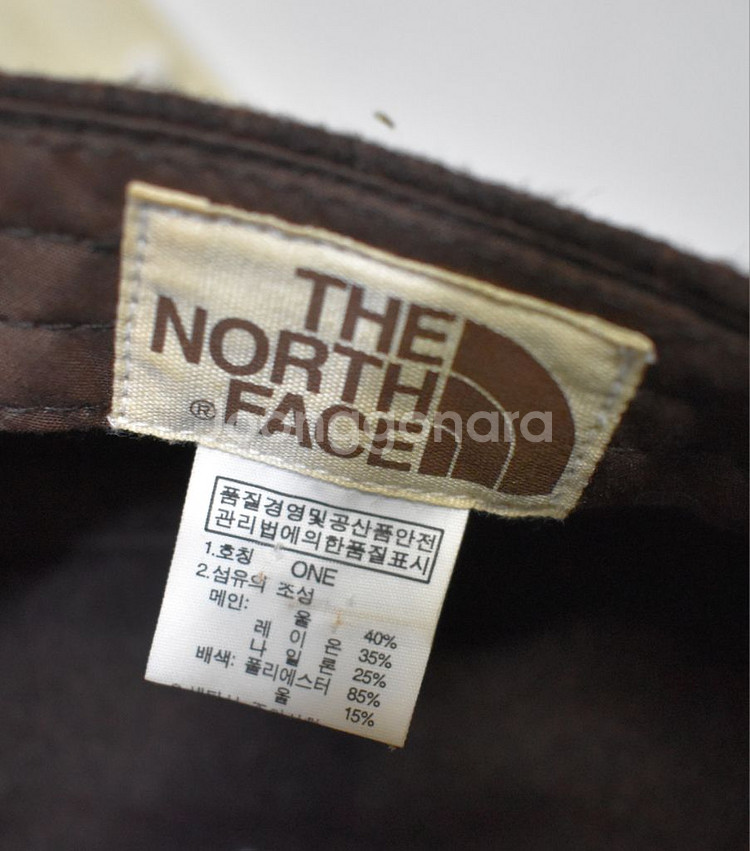 THE
NORTH
FACE
®
joonggonara
품질경영및공산품안전
관리법에의한품질표시
1.호칭 ONE
2.섬유의 조성
메인: 울 40%
레이온 35%
나일론 25%
배색: 폴리에스터 85%
울 15%